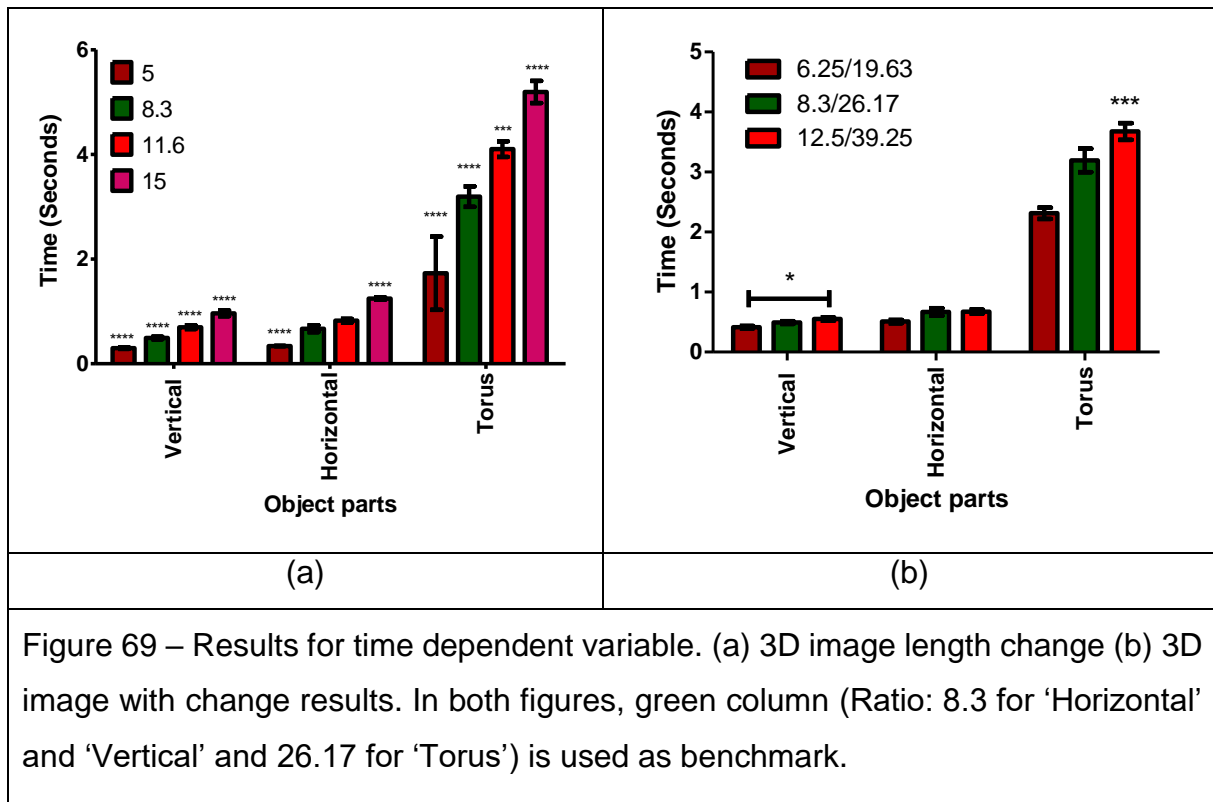 6
4
2
0
Time (Seconds)
5
8.3
11.6
15
**** **** **** ****
**** ****
**** **** *** ****
Vertical
Horizontal
Torus
Object parts
5
4
3
2
1
0
Time (Seconds)
6.25/19.63
8.3/26.17
12.5/39.25
*
***
Vertical
Horizontal
Torus
Object parts
(a)
(b)
Figure 69 – Results for time dependent variable. (a) 3D image length change (b) 3D
image with change results. In both figures, green column (Ratio: 8.3 for ‘Horizontal’
and ‘Vertical’ and 26.17 for ‘Torus’) is used as benchmark.